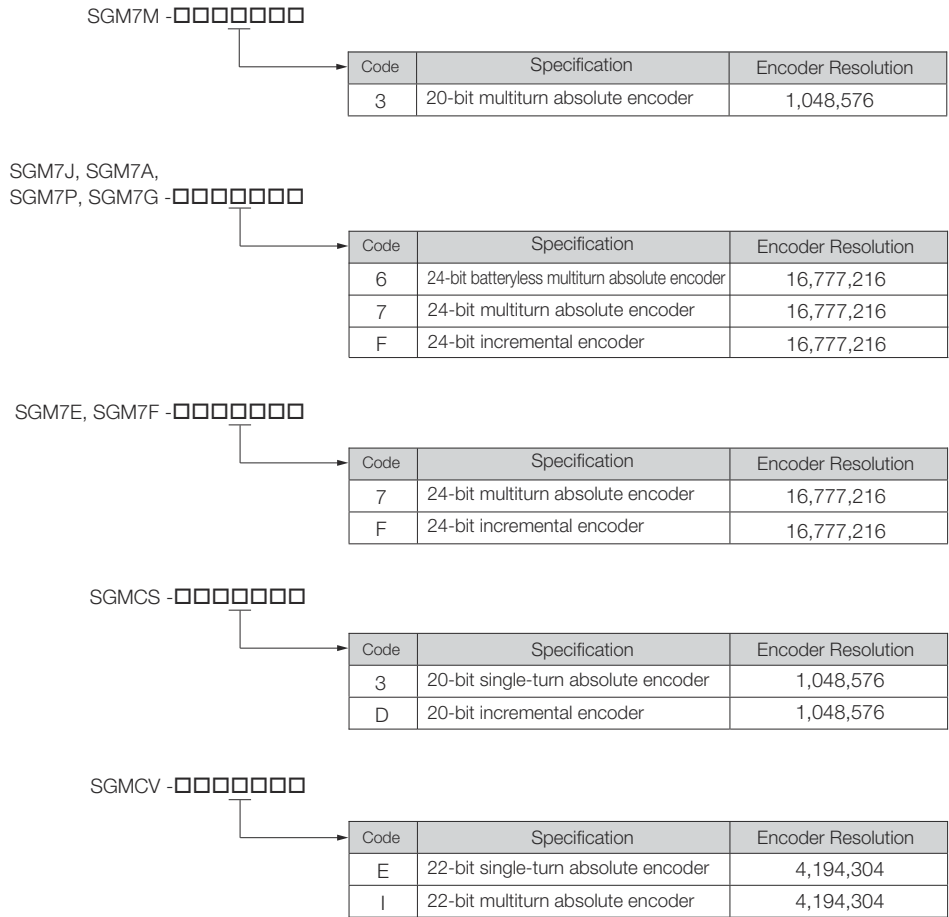 SGM7M -□□□□□□□
Code Specification Encoder Resolution
3 20-bit multiturn absolute encoder 1,048,576
SGM7J, SGM7A,
SGM7P, SGM7G -□□□□□□□
Code Specification Encoder Resolution
6 24-bit batteryless multiturn absolute encoder 16,777,216
7 24-bit multiturn absolute encoder 16,777,216
F 24-bit incremental encoder 16,777,216
SGM7E, SGM7F -□□□□□□□
Code Specification Encoder Resolution
7 24-bit multiturn absolute encoder 16,777,216
F 24-bit incremental encoder 16,777,216
SGMCS -□□□□□□□
Code Specification Encoder Resolution
3 20-bit single-turn absolute encoder 1,048,576
D 20-bit incremental encoder 1,048,576
SGMCV -□□□□□□□
Code Specification Encoder Resolution
E 22-bit single-turn absolute encoder 4,194,304
I 22-bit multiturn absolute encoder 4,194,304